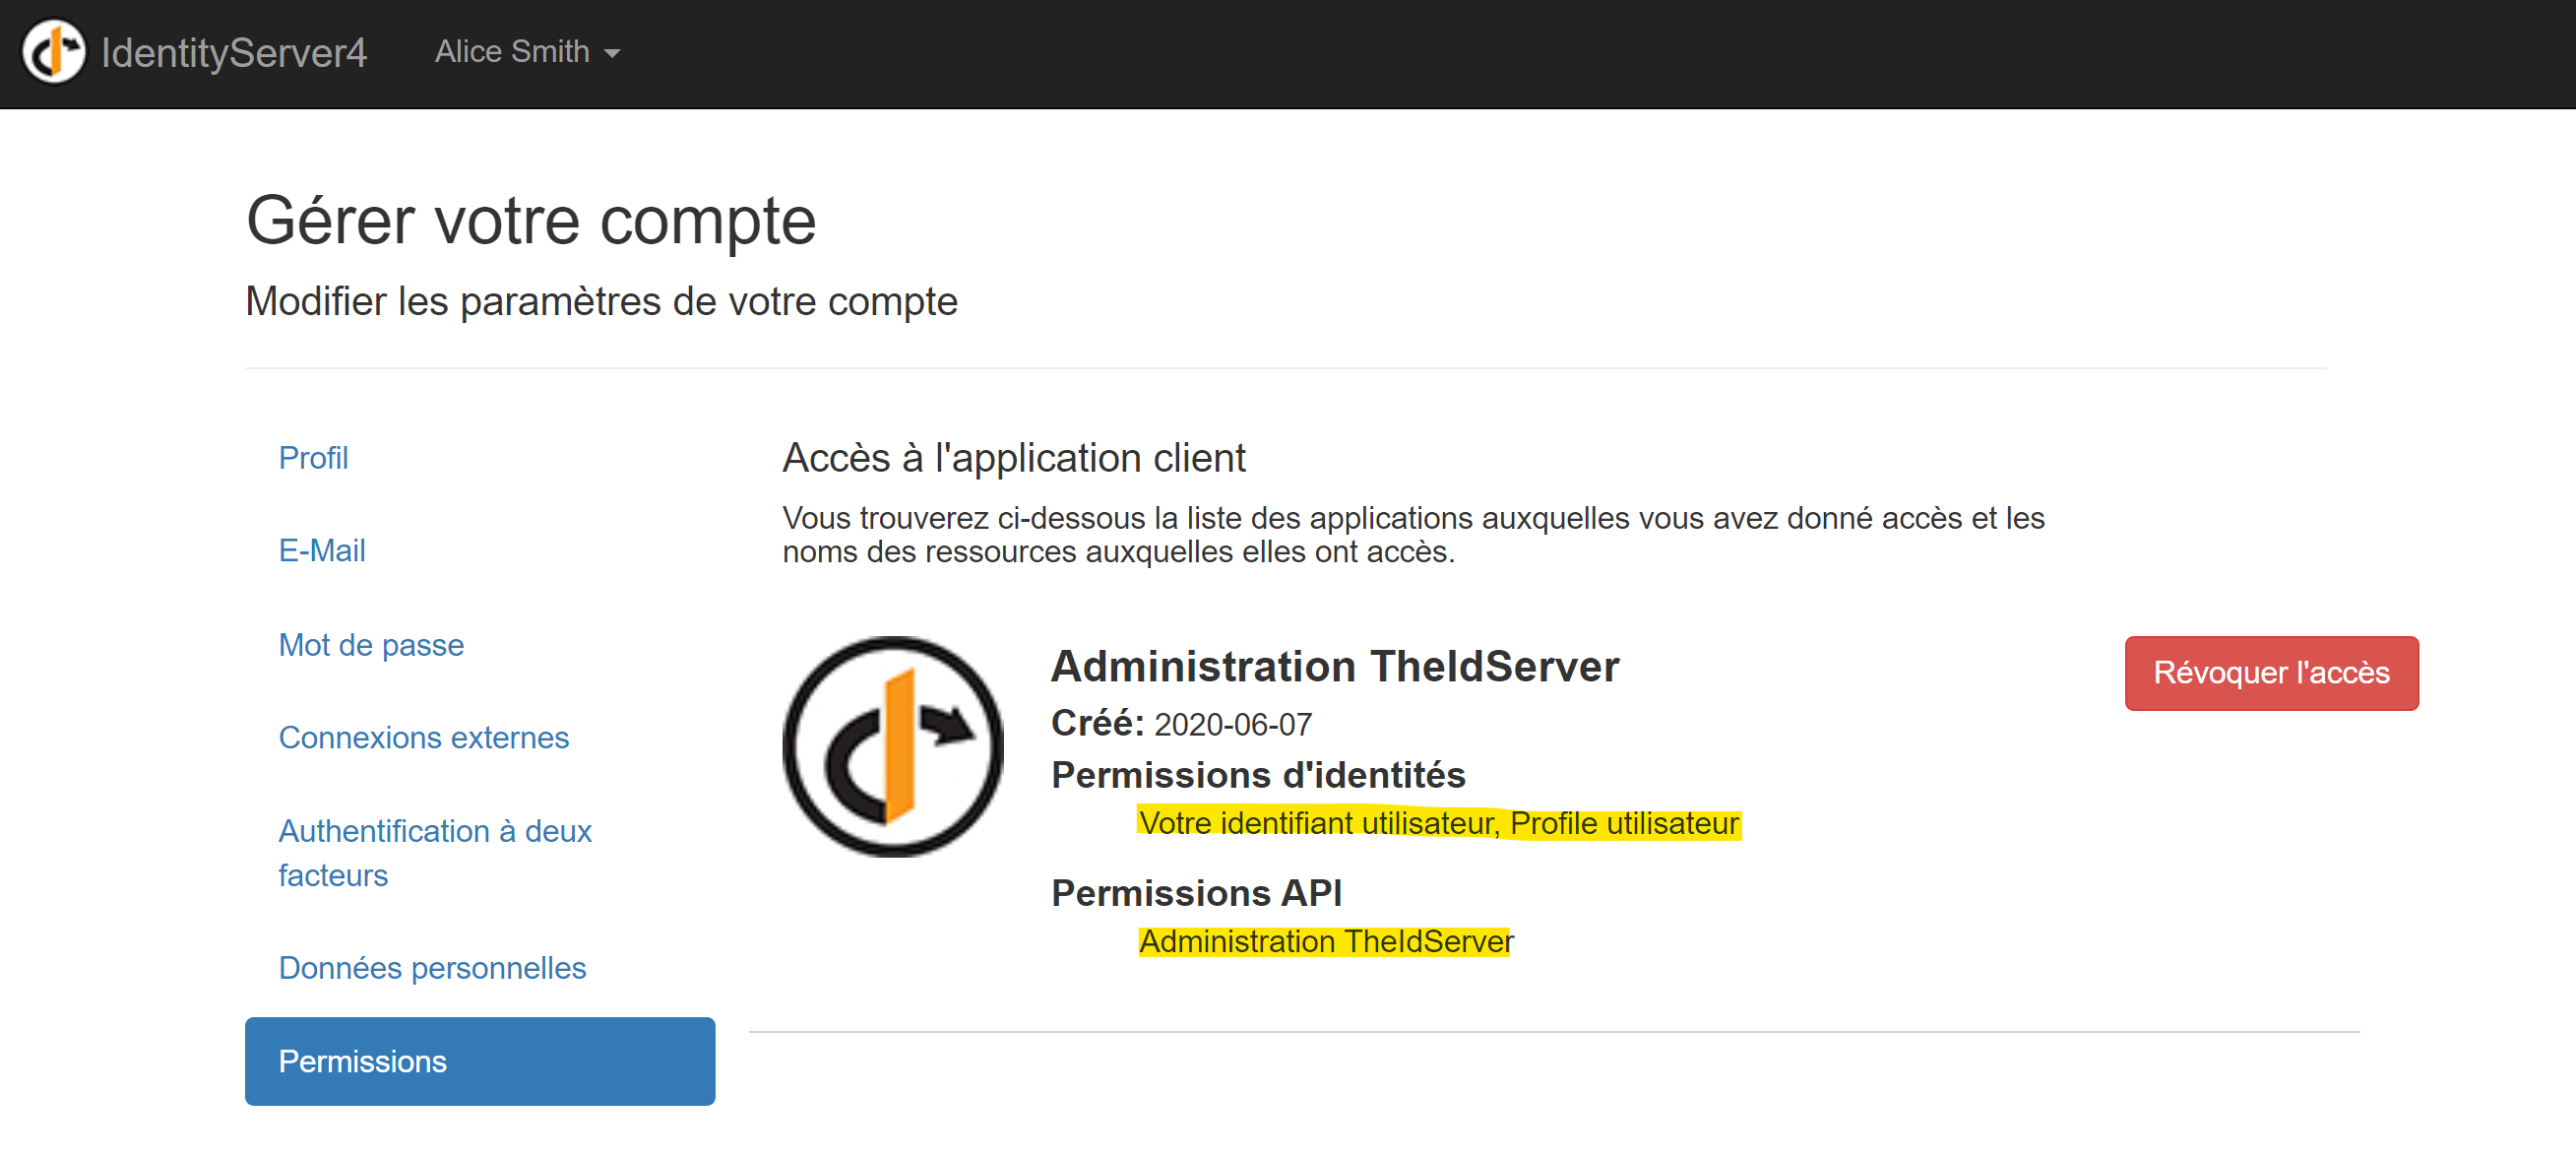 IdentityServer4
Alice Smith
Gérer votre compte
Modifier les paramètres de votre compte
Profil
E-Mail
Mot de passe
Connexions externes
Authentification à deux
facteurs
Données personnelles
Permissions
Accès à l'application client
Vous trouverez ci-dessous la liste des applications auxquelles vous avez donné accès et les
noms des ressources auxquelles elles ont accès.
Administration TheIdServer
Créé: 2020-06-07
Permissions d'identités
Votre identifiant utilisateur, Profile utilisateur
Permissions API
Administration TheIdServer
Révoquer l'accès